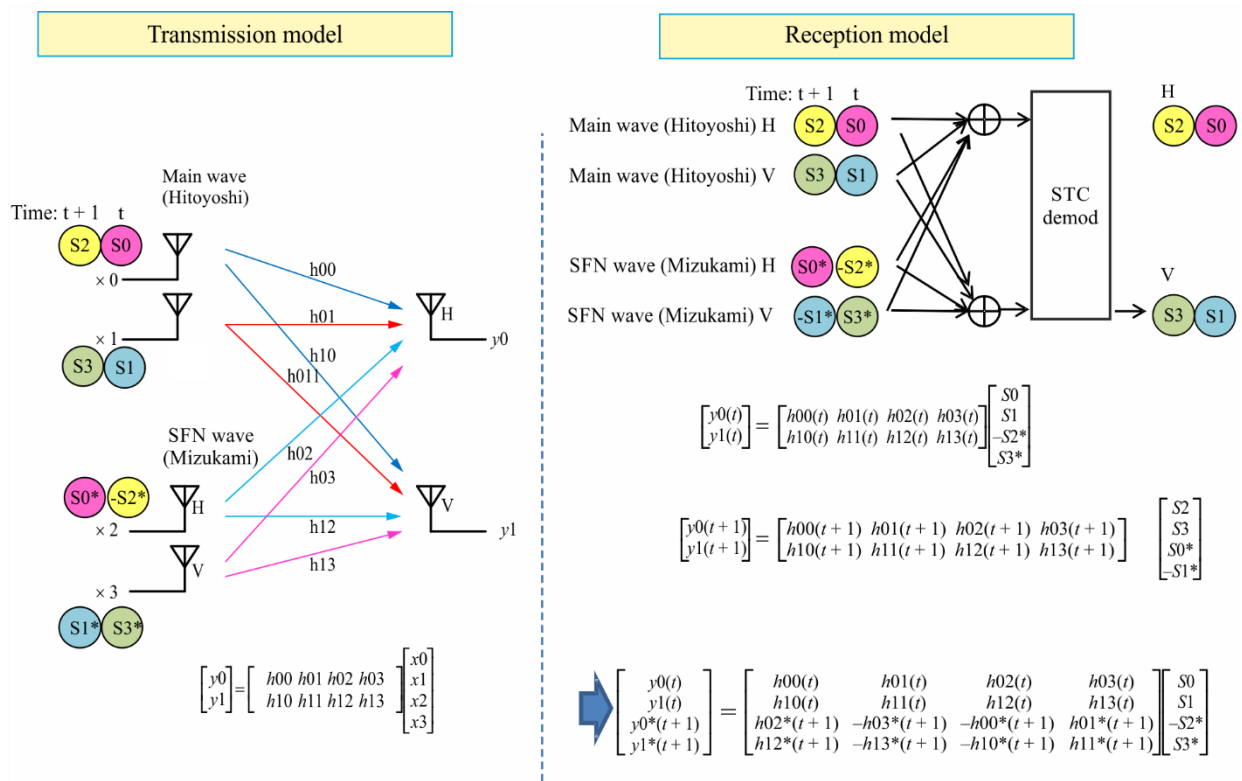 Transmission model
Main wave
(Hitoyoshi)
Time: t + 1 t
S2 S0
× 0
× 1
S3 S1
h00
h01
h10
h011
H
y0
SFN wave
(Mizukami)
S0* -S2*
H
× 2
V
× 3
S1* S3*
h02
h03
h12
h13
V
y1
[y0] = [h00 h01 h02 h03] [x0]
[y1] [h10 h11 h12 h13] [x1]
[x2]
[x3]
Reception model
Time: t + 1 t
H
Main wave (Hitoyoshi) H S2 S0
S2 S0
Main wave (Hitoyoshi) V S3 S1
STC
demod
SFN wave (Mizukami) H S0* -S2*
V
SFN wave (Mizukami) V -S1* S3*
S3 S1
[y0(t)] = [h00(t) h01(t) h02(t) h03(t)] [S0]
[y1(t)] [h10(t) h11(t) h12(t) h13(t)] [S1]
[–S2*]
[S3*]
[y0(t + 1)] = [h00(t + 1) h01(t + 1) h02(t + 1) h03(t + 1)] [S2]
[y1(t + 1)] [h10(t + 1) h11(t + 1) h12(t + 1) h13(t + 1)] [S3]
[S0*]
[–S1*]
[y0(t)] = [h00(t) h01(t) h02(t) h03(t)] [S0]
[y1(t)] [h10(t) h11(t) h12(t) h13(t)] [S1]
[y0*(t + 1)] [h02*(t + 1) –h03*(t + 1) –h00*(t + 1) h01*(t + 1)] [–S2*]
[y1*(t + 1)] [h12*(t + 1) –h13*(t + 1) –h10*(t + 1) h11*(t + 1)] [S3*]